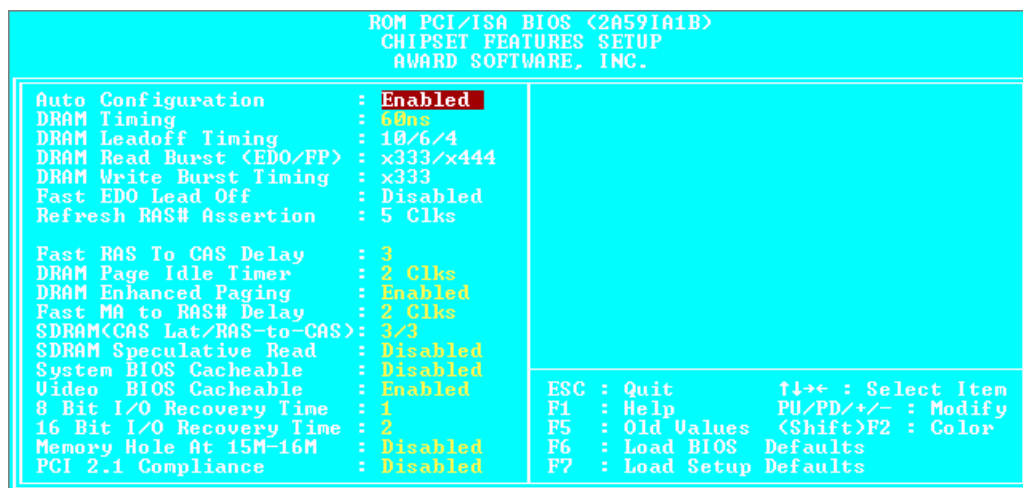 ROM PCI/ISA BIOS (2A59IA1B)
CHIPSET FEATURES SETUP
AWARD SOFTWARE, INC.
Auto Configuration : Enabled
DRAM Timing : 60ns
DRAM Leadoff Timing : 10/6/4
DRAM Read Burst (EDO/FP) : x333/x444
DRAM Write Burst Timing : x333
Fast EDO Lead Off : Disabled
Refresh RAS# Assertion : 5 Clks
Fast RAS To CAS Delay : 3
DRAM Page Idle Timer : 2 Clks
DRAM Enhanced Paging : Enabled
Fast MA to RAS# Delay : 2 Clks
SDRAM(CAS Lat/RAS-to-CAS): 3/3
SDRAM Speculative Read : Disabled
System BIOS Cacheable : Disabled
Video BIOS Cacheable : Enabled
8 Bit I/O Recovery Time : 1
16 Bit I/O Recovery Time : 2
Memory Hole At 15M-16M : Disabled
PCI 2.1 Compliance : Disabled
ESC : Quit ↑↓→← : Select Item
F1 : Help PU/PD/+/- : Modify
F5 : Old Values (Shift)F2 : Color
F6 : Load BIOS Defaults
F7 : Load Setup Defaults